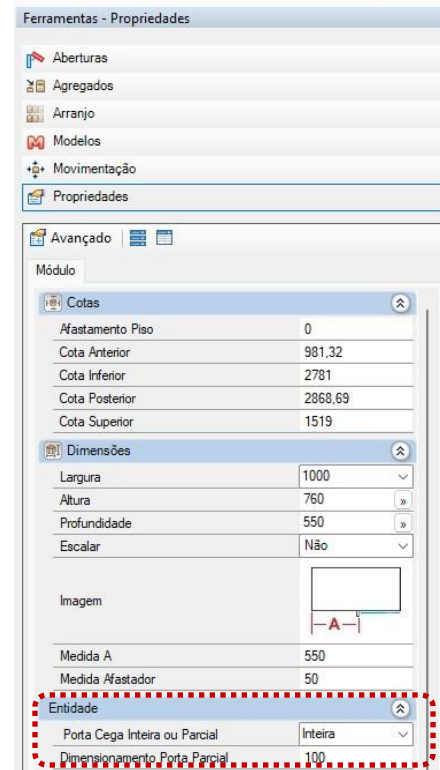 Ferramentas - Propriedades
Aberturas
Agregados
Arranjo
Modelos
Movimentação
Propriedades
Avançado
Módulo
Cotas
Afastamento Piso 0
Cota Anterior 981,32
Cota Inferior 2781
Cota Posterior 2868,69
Cota Superior 1519
Dimensões
Largura 1000
Altura 760
Profundidade 550
Escalar Não
Imagem
A
Medida A 550
Medida Afastador 50
Entidade
Porta Cega Inteira ou Parcial Inteira
Dimensionamento Porta Parcial 100